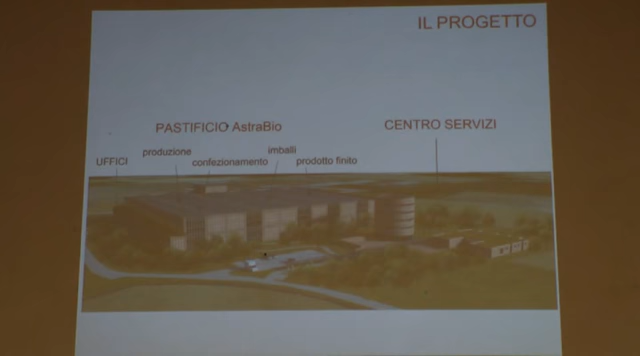 IL PROGETTO
PASTIFICIO AstraBio
CENTRO SERVIZI
UFFICI
produzione
confezionamento
imballi
prodotto finito